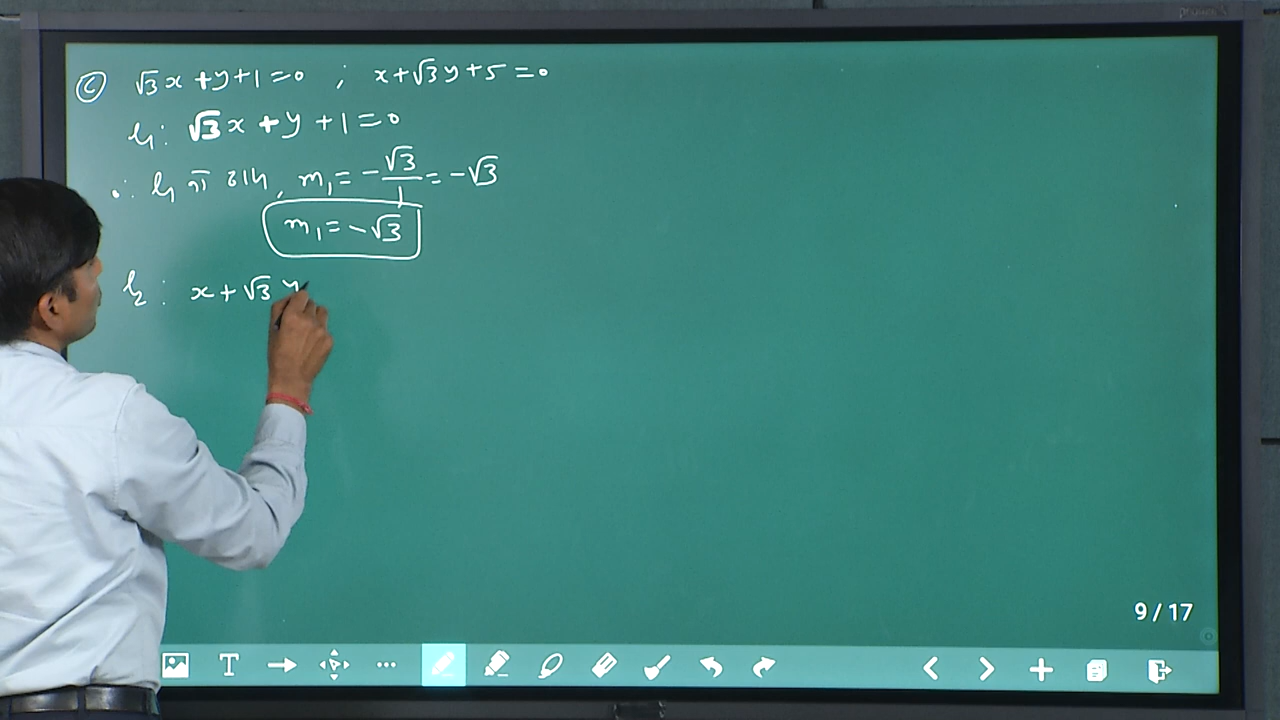 (c) √3x + y + 1 = 0 ; x + √3y + 5 = 0
l₁ : √3x + y + 1 = 0
∴ l₁ નો ઢાળ, m₁ = -√3/1 = -√3
m₁ = -√3
l₂ : x + √3 y
9 / 17
T